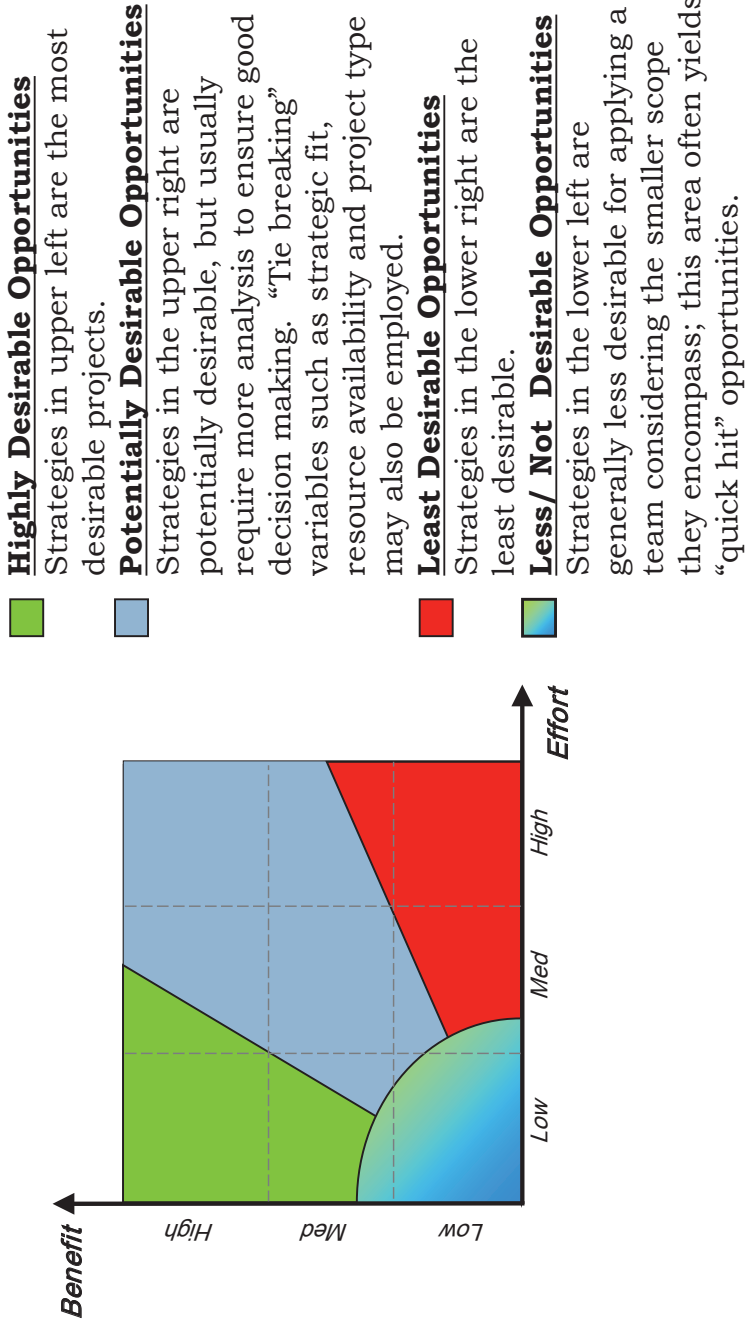 Benefit
High
Med
Low
Low
Med
High
Effort
Highly Desirable Opportunities
Strategies in upper left are the most
desirable projects.
Potentially Desirable Opportunities
Strategies in the upper right are
potentially desirable, but usually
require more analysis to ensure good
decision making. “Tie breaking”
variables such as strategic fit,
resource availability and project type
may also be employed.
Least Desirable Opportunities
Strategies in the lower right are the
least desirable.
Less/ Not Desirable Opportunities
Strategies in the lower left are
generally less desirable for applying a
team considering the smaller scope
they encompass; this area often yields
“quick hit” opportunities.